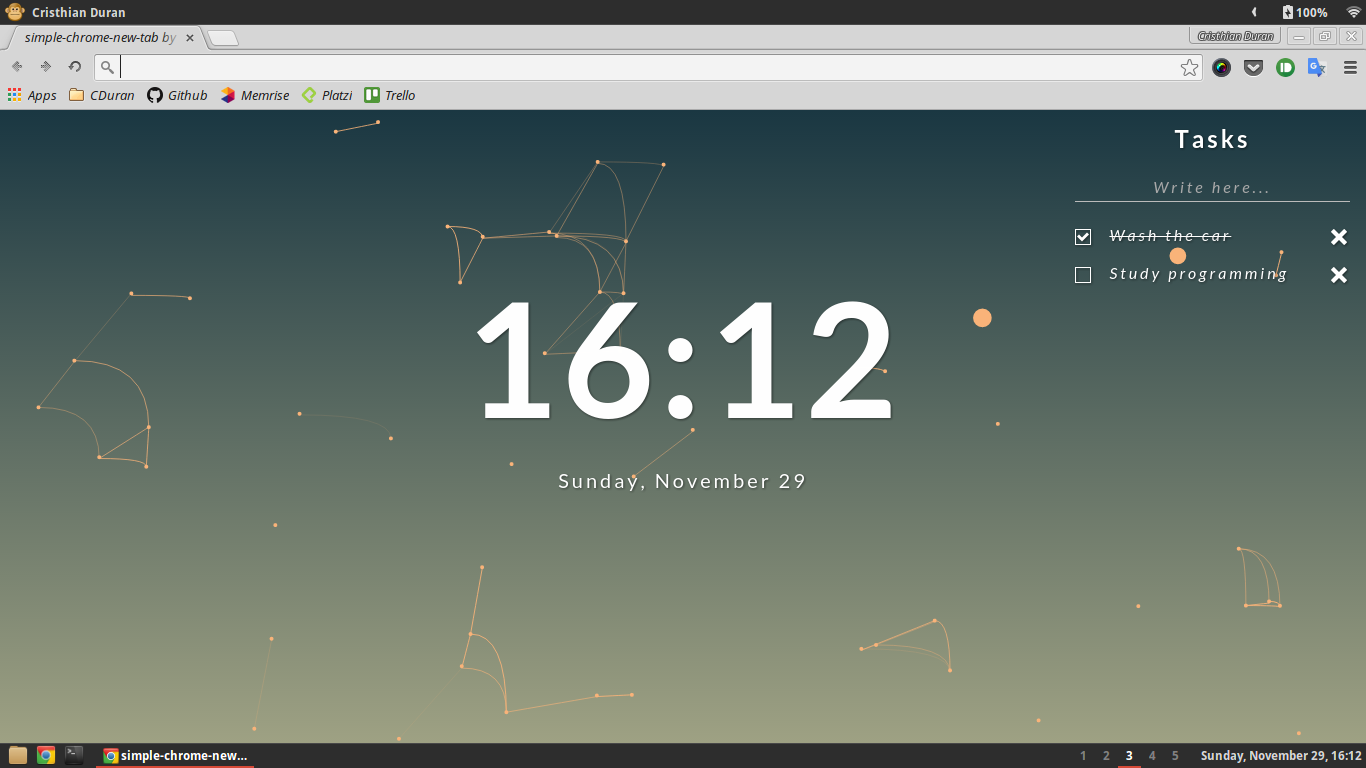 Cristhian Duran
100%
simple-chrome-new-tab by
Cristhian Duran
Apps CDuran Github Memrise Platzi Trello
Tasks
Write here...
Wash the car
Study programming
16:12
Sunday, November 29
simple-chrome-new... 1 2 3 4 5 Sunday, November 29, 16:12